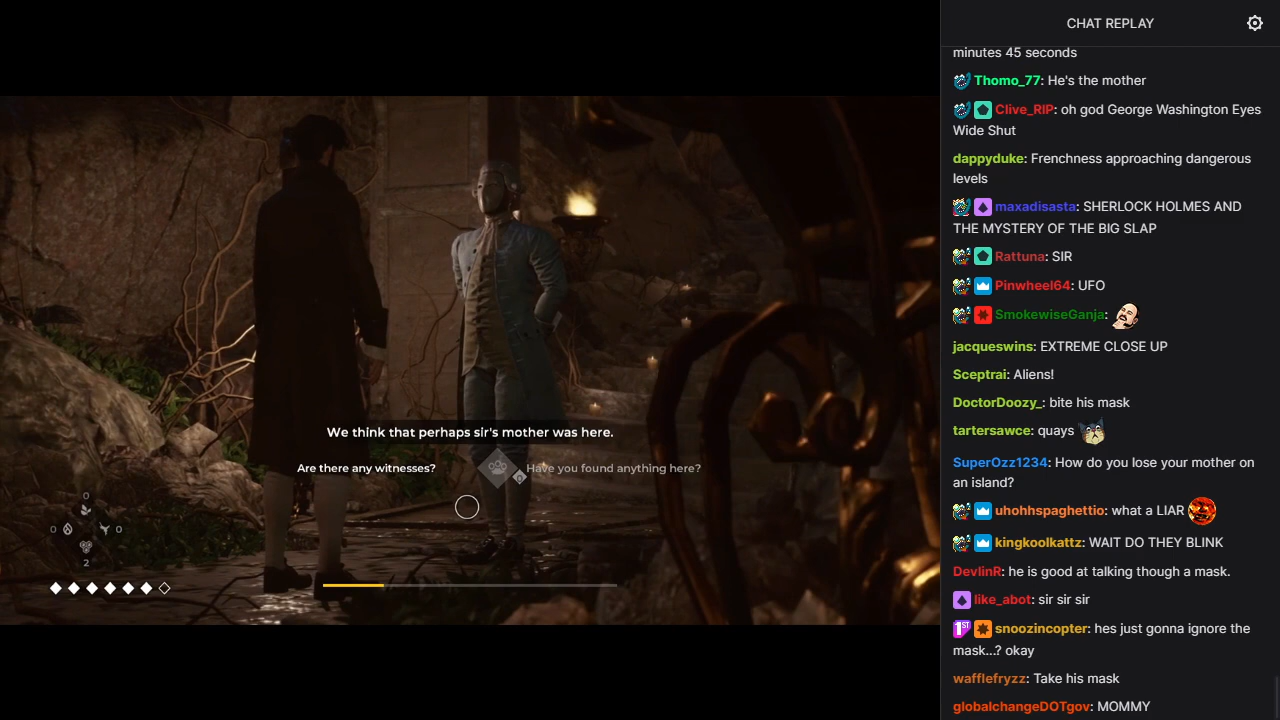 We think that perhaps sir's mother was here.
Are there any witnesses?
Have you found anything here?
0
0
0
2
CHAT REPLAY
minutes 45 seconds
Thomo_77: He's the mother
Clive_RIP: oh god George Washington Eyes
Wide Shut
dappyduke: Frenchness approaching dangerous
levels
maxadisasta: SHERLOCK HOLMES AND
THE MYSTERY OF THE BIG SLAP
Rattuna: SIR
Pinwheel64: UFO
SmokewiseGanja:
jacqueswins: EXTREME CLOSE UP
Sceptrai: Aliens!
DoctorDoozy_: bite his mask
tartersawce: quays
SuperOzz1234: How do you lose your mother on
an island?
uhohhspaghettio: what a LIAR
kingkoolkattz: WAIT DO THEY BLINK
DevlinR: he is good at talking though a mask.
like_abot: sir sir sir
1ST snoozincopter: hes just gonna ignore the
mask...? okay
wafflefryzz: Take his mask
globalchangeDOTgov: MOMMY